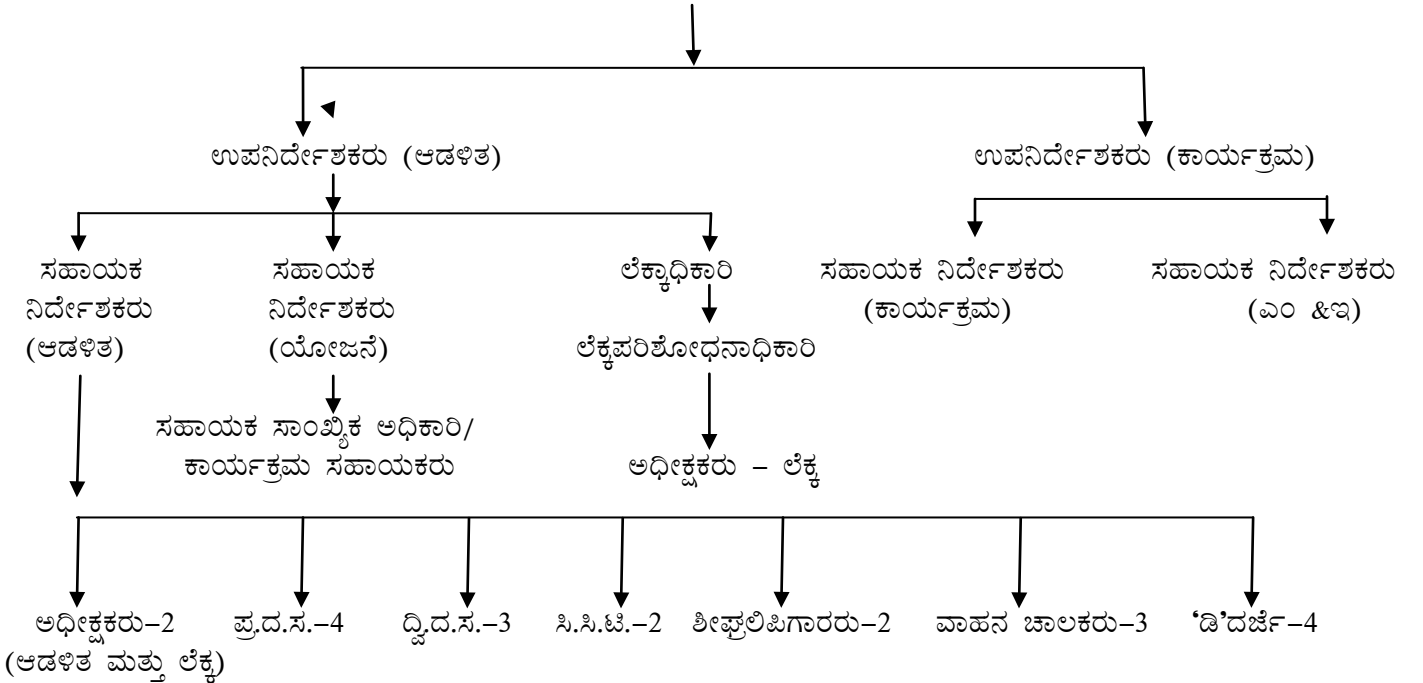 ಉಪನಿರ್ದೇಶಕರು (ಆಡಳಿತ)
ಉಪನಿರ್ದೇಶಕರು (ಕಾರ್ಯಕ್ರಮ)
ಸಹಾಯಕ
ನಿರ್ದೇಶಕರು
(ಆಡಳಿತ)
ಸಹಾಯಕ
ನಿರ್ದೇಶಕರು
(ಯೋಜನೆ)
ಲೆಕ್ಕಾಧಿಕಾರಿ
ಸಹಾಯಕ ನಿರ್ದೇಶಕರು
(ಕಾರ್ಯಕ್ರಮ)
ಸಹಾಯಕ ನಿರ್ದೇಶಕರು
(ಎಂ &ಇ)
ಲೆಕ್ಕಪರಿಶೋಧನಾಧಿಕಾರಿ
ಸಹಾಯಕ ಸಾಂಖ್ಯಿಕ ಅಧಿಕಾರಿ/
ಕಾರ್ಯಕ್ರಮ ಸಹಾಯಕರು
ಅಧೀಕ್ಷಕರು – ಲೆಕ್ಕ
ಅಧೀಕ್ಷಕರು–2
(ಆಡಳಿತ ಮತ್ತು ಲೆಕ್ಕ)
ಪ್ರ.ದ.ಸ.–4
ದ್ವಿ.ದ.ಸ.–3
ಸಿ.ಸಿ.ಟಿ.–2
ಶೀಘ್ರಲಿಪಿಗಾರರು–2
ವಾಹನ ಚಾಲಕರು–3
'ಡಿ'ದರ್ಜೆ–4